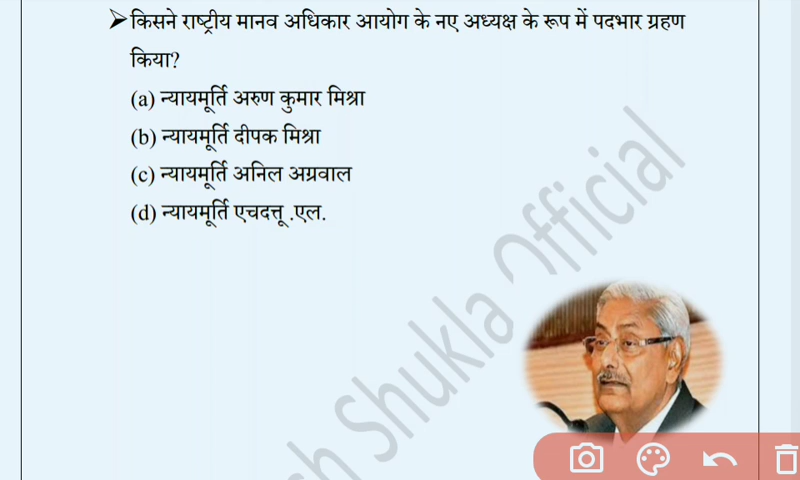 ➢किसने राष्ट्रीय मानव अधिकार आयोग के नए अध्यक्ष के रूप में पदभार ग्रहण
किया?
(a) न्यायमूर्ति अरुण कुमार मिश्रा
(b) न्यायमूर्ति दीपक मिश्रा
(c) न्यायमूर्ति अनिल अग्रवाल
(d) न्यायमूर्ति एचदत्तू .एल.
sh Shukla Official